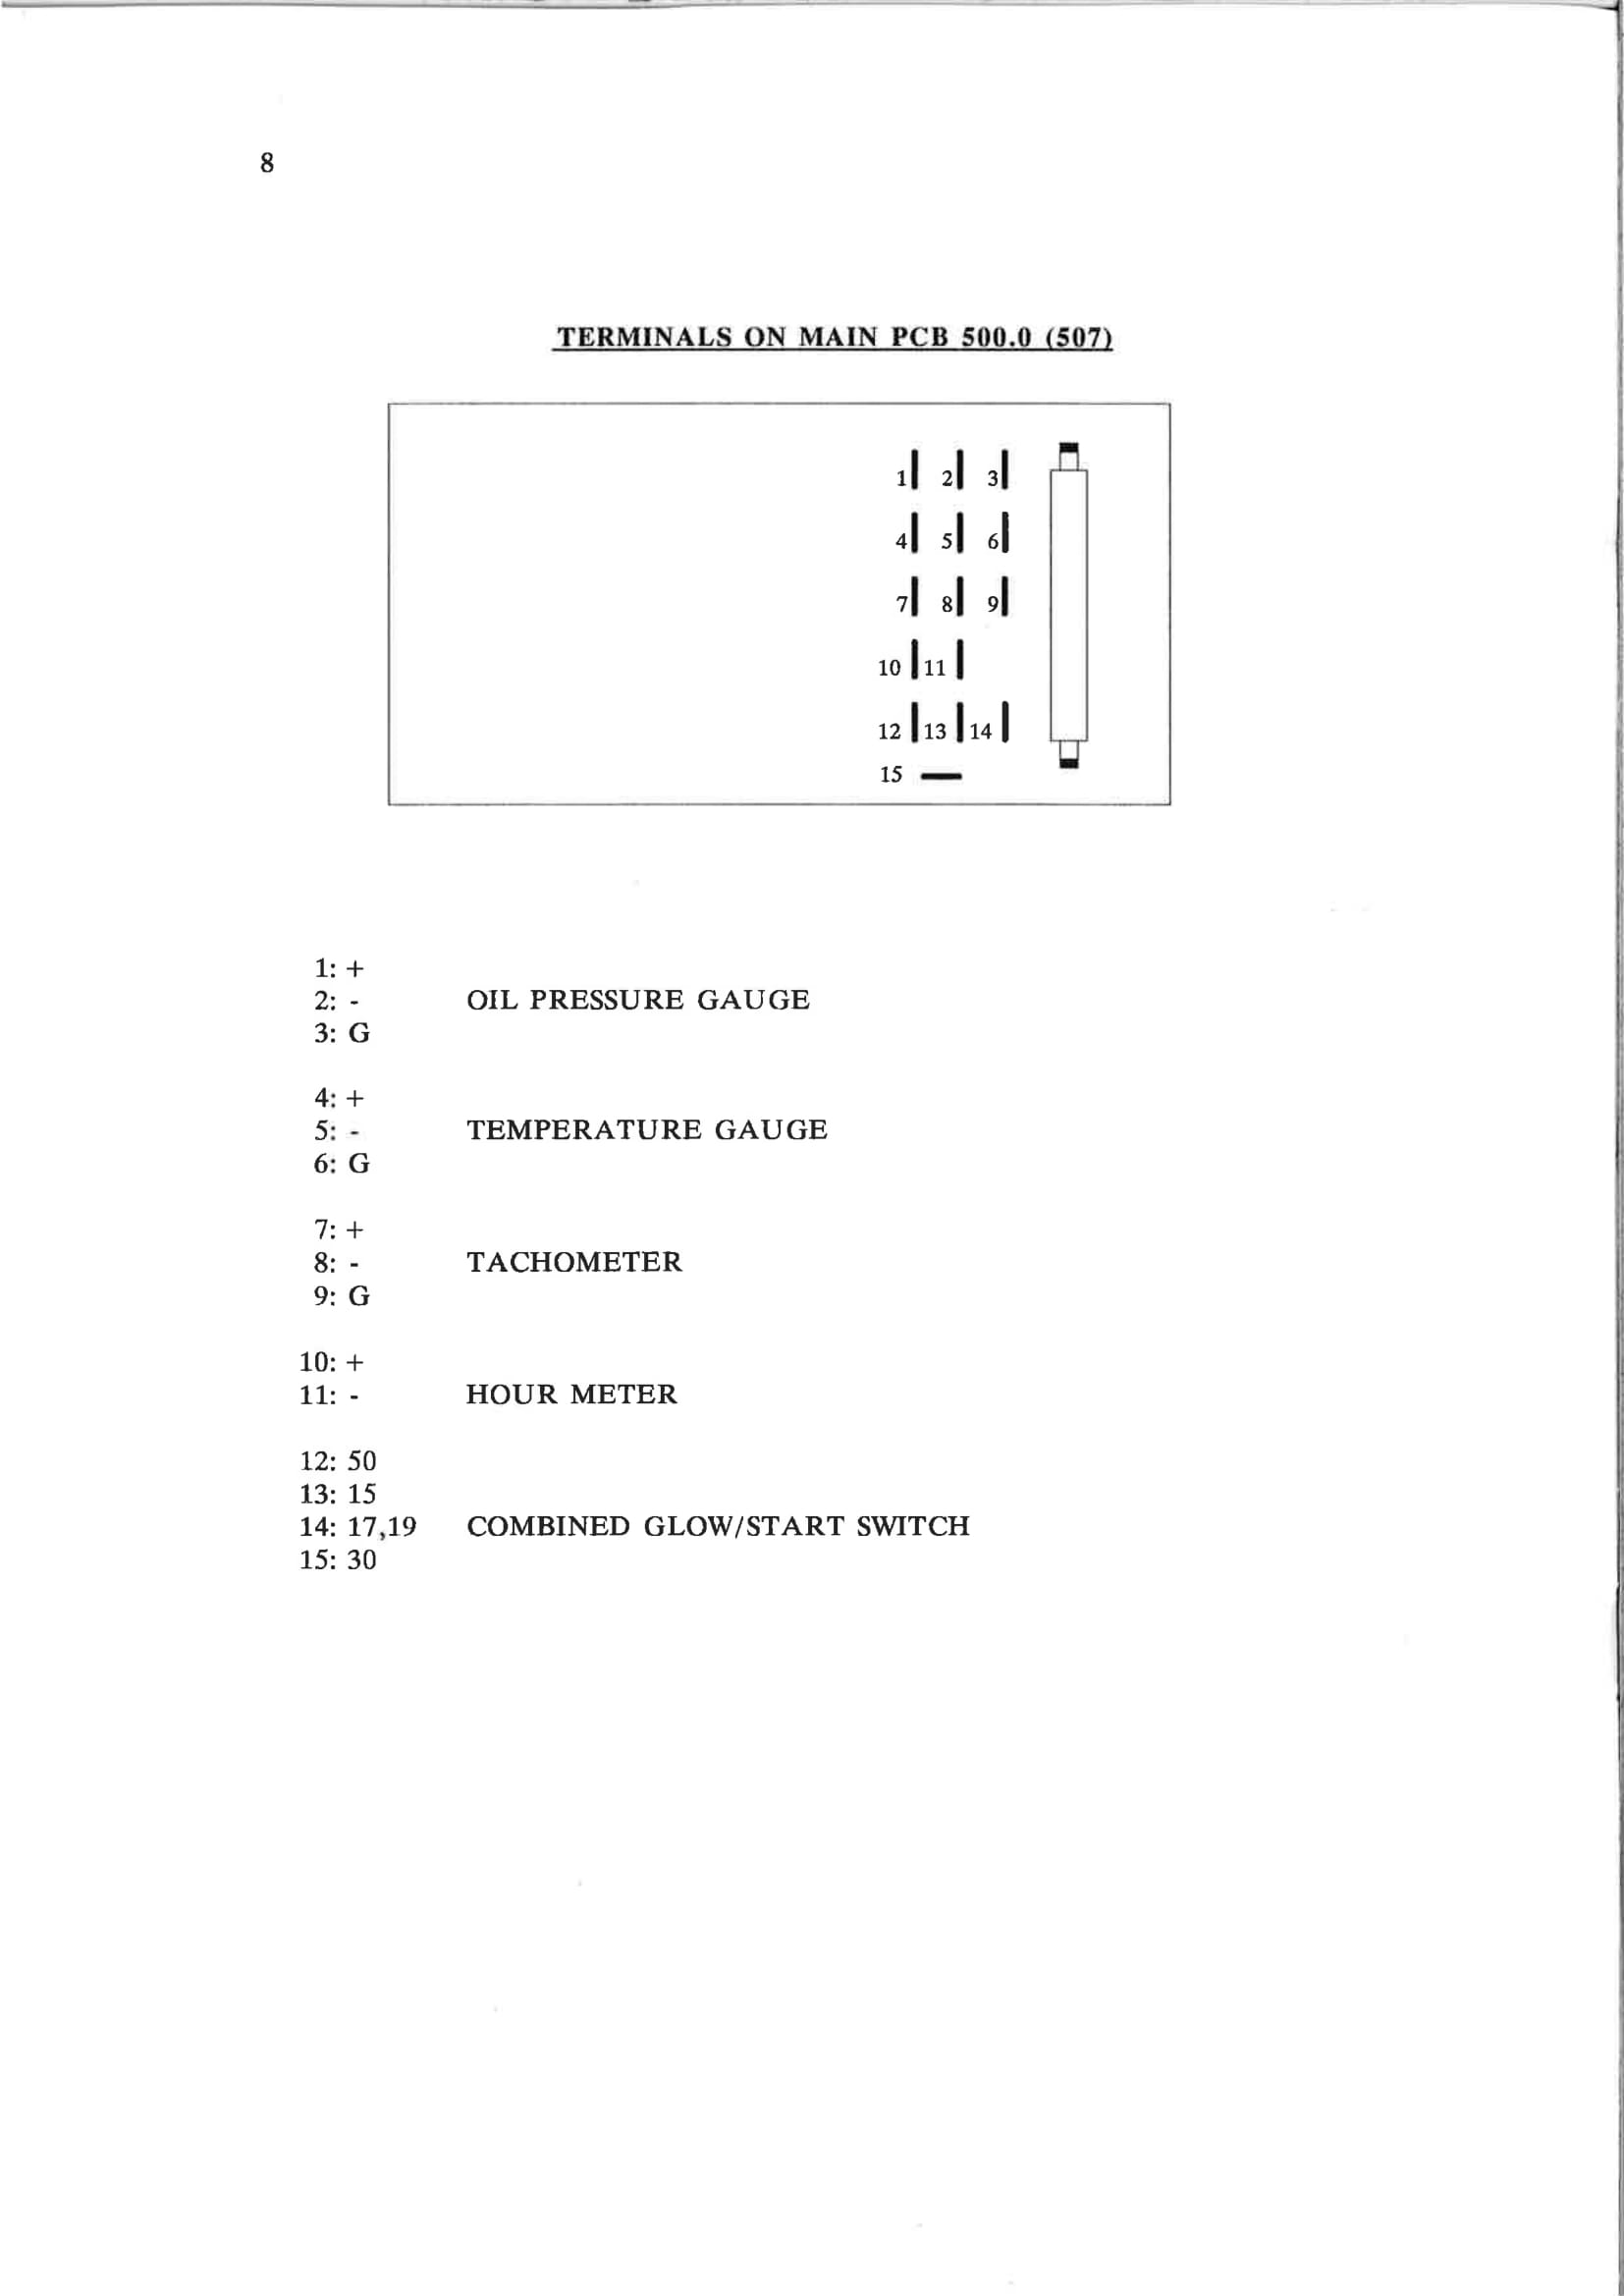 8
TERMINALS ON MAIN PCB 500.0 (507)
1 2 3
4 5 6
7 8 9
10 11
12 13 14
15
1: +
2: - OIL PRESSURE GAUGE
3: G
4: +
5: - TEMPERATURE GAUGE
6: G
7: +
8: - TACHOMETER
9: G
10: +
11: - HOUR METER
12: 50
13: 15
14: 17,19 COMBINED GLOW/START SWITCH
15: 30